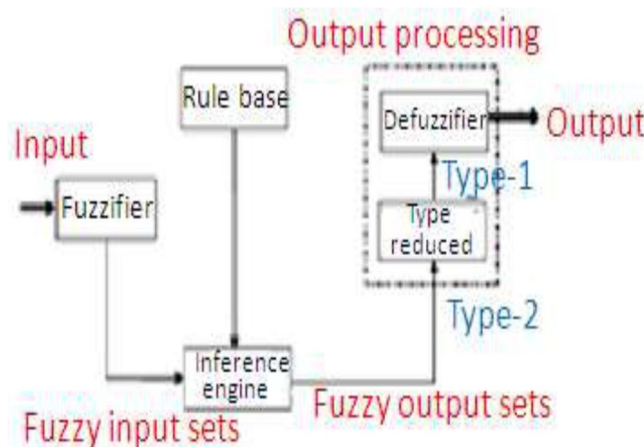 Output processing
Rule base
Defuzzifier
Output
Input
Type-1
Fuzzifier
Type
reduced
Type-2
Inference
engine
Fuzzy output sets
Fuzzy input sets